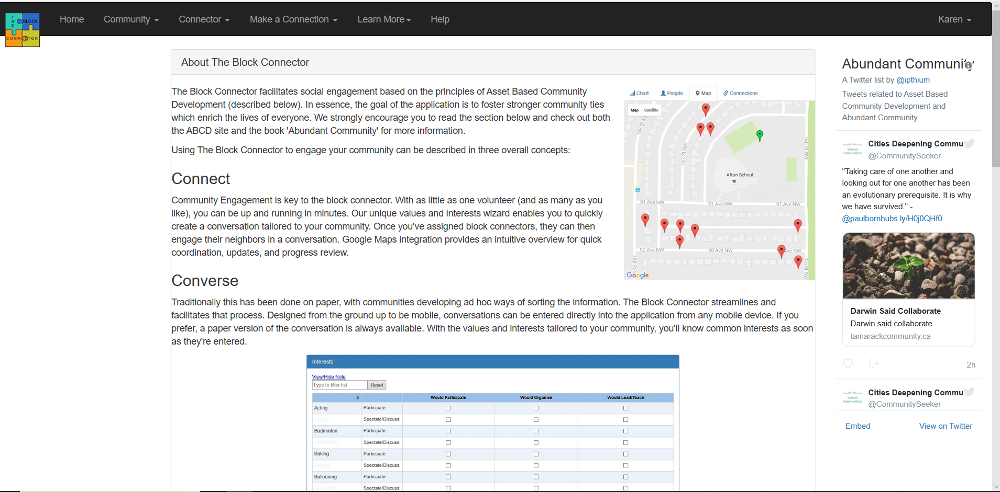 THE BLOCK
CONNECTOR
Home Community Connector Make a Connection Learn More Help Karen
About The Block Connector
The Block Connector facilitates social engagement based on the principles of Asset Based Community
Development (described below). In essence, the goal of the application is to foster stronger community ties
which enrich the lives of everyone. We strongly encourage you to read the section below and check out both
the ABCD site and the book 'Abundant Community' for more information.
Using The Block Connector to engage your community can be described in three overall concepts:
Connect
Community Engagement is key to the block connector. With as little as one volunteer (and as many as you
like), you can be up and running in minutes. Our unique values and interests wizard enables you to quickly
create a conversation tailored to your community. Once you've assigned block connectors, they can then
engage their neighbors in a conversation. Google Maps integration provides an intuitive overview for quick
coordination, updates, and progress review.
Chart People Map Connections
Map Satellite
168 St NW
167 St NW
165 St NW
Afton School
91 Ave NW 91 Ave NW 91 Ave NW
90 Ave NW 90 Ave NW Ave NW
168 St NW
165 St NW
Google
Converse
Traditionally this has been done on paper, with communities developing ad hoc ways of sorting the information. The Block Connector streamlines and
facilitates that process. Designed from the ground up to be mobile, conversations can be entered directly into the application from any mobile device. If you
prefer, a paper version of the conversation is always available. With the values and interests tailored to your community, you'll know common interests as soon
as they're entered.
Interests
View/Hide Note
Type to filter list Reset
Would Participate Would Organize Would Lead/Teach
Acting Participate:
Acting Spectate/Discuss:
Badminton Participate:
Badminton Spectate/Discuss:
Baking Participate:
Baking Spectate/Discuss:
Ballooning Participate:
Ballooning Spectate/Discuss:
Abundant Community
A Twitter list by @ipthium
Tweets related to Asset Based
Community Development and
Abundant Community
Vibrant
Communities
Cities Deepening Commu
@CommunitySeeker
"Taking care of one another and
looking out for one another has been
an evolutionary prerequisite. It is why
we have survived." -
@paulbornhubs.ly/H0j0QHf0
Darwin Said Collaborate
Darwin said collaborate
tamarackcommunity.ca
2h
Vibrant
Communities
Cities Deepening Commu
@CommunitySeeker
Embed View on Twitter